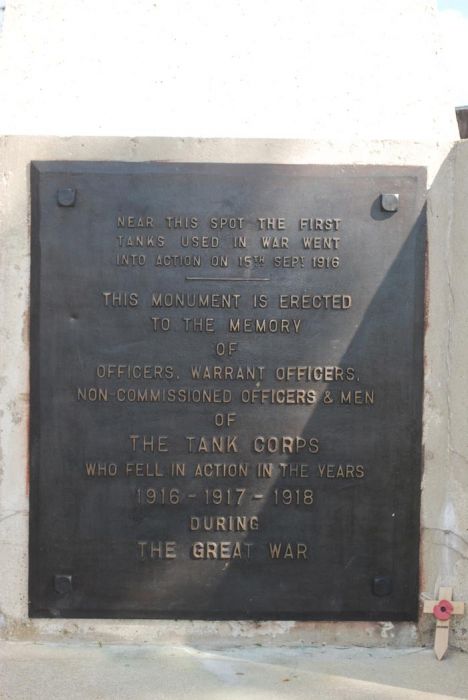 NEAR THIS SPOT THE FIRST
TANKS USED IN WAR WENT
INTO ACTION ON 15TH SEPT 1916
THIS MONUMENT IS ERECTED
TO THE MEMORY
OF
OFFICERS, WARRANT OFFICERS,
NON-COMMISSIONED OFFICERS & MEN
OF
THE TANK CORPS
WHO FELL IN ACTION IN THE YEARS
1916 - 1917 - 1918
DURING
THE GREAT WAR